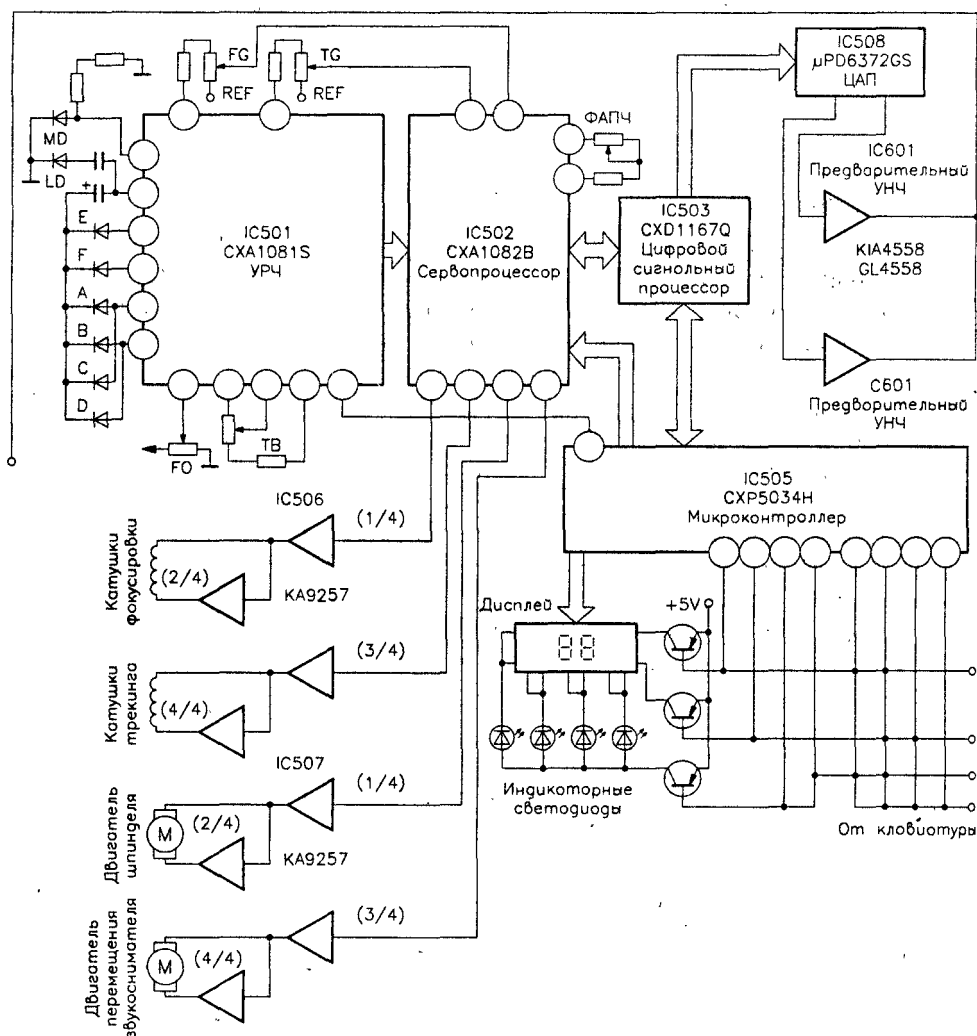 FG
TG
REF
REF
MD
LD
+
E
F
A
B
C
D
IC501
CXA1081S
УРЧ
FO
TB
IC502
CXA1082B
Сервопроцессор
ФАПЧ
IC503
CXD1167Q
Цифровой
сигнальный
процессор
IC508
µPD6372GS
ЦАП
IC601
Предварительный
УНЧ
KIA4558
GL4558
C601
Предварительный
УНЧ
IC505
CXP5034H
Микроконтроллер
IC506
(1/4)
(2/4)
KA9257
Катушки
фокусировки
(3/4)
(4/4)
Катушки
трекинга
IC507
(1/4)
(2/4)
M
KA9257
Двигатель
шпинделя
(3/4)
(4/4)
M
Двигатель
перемещения
звукоснимателя
Дисплей
88
+5V
Индикоторные
светодиоды
От клавиотуры